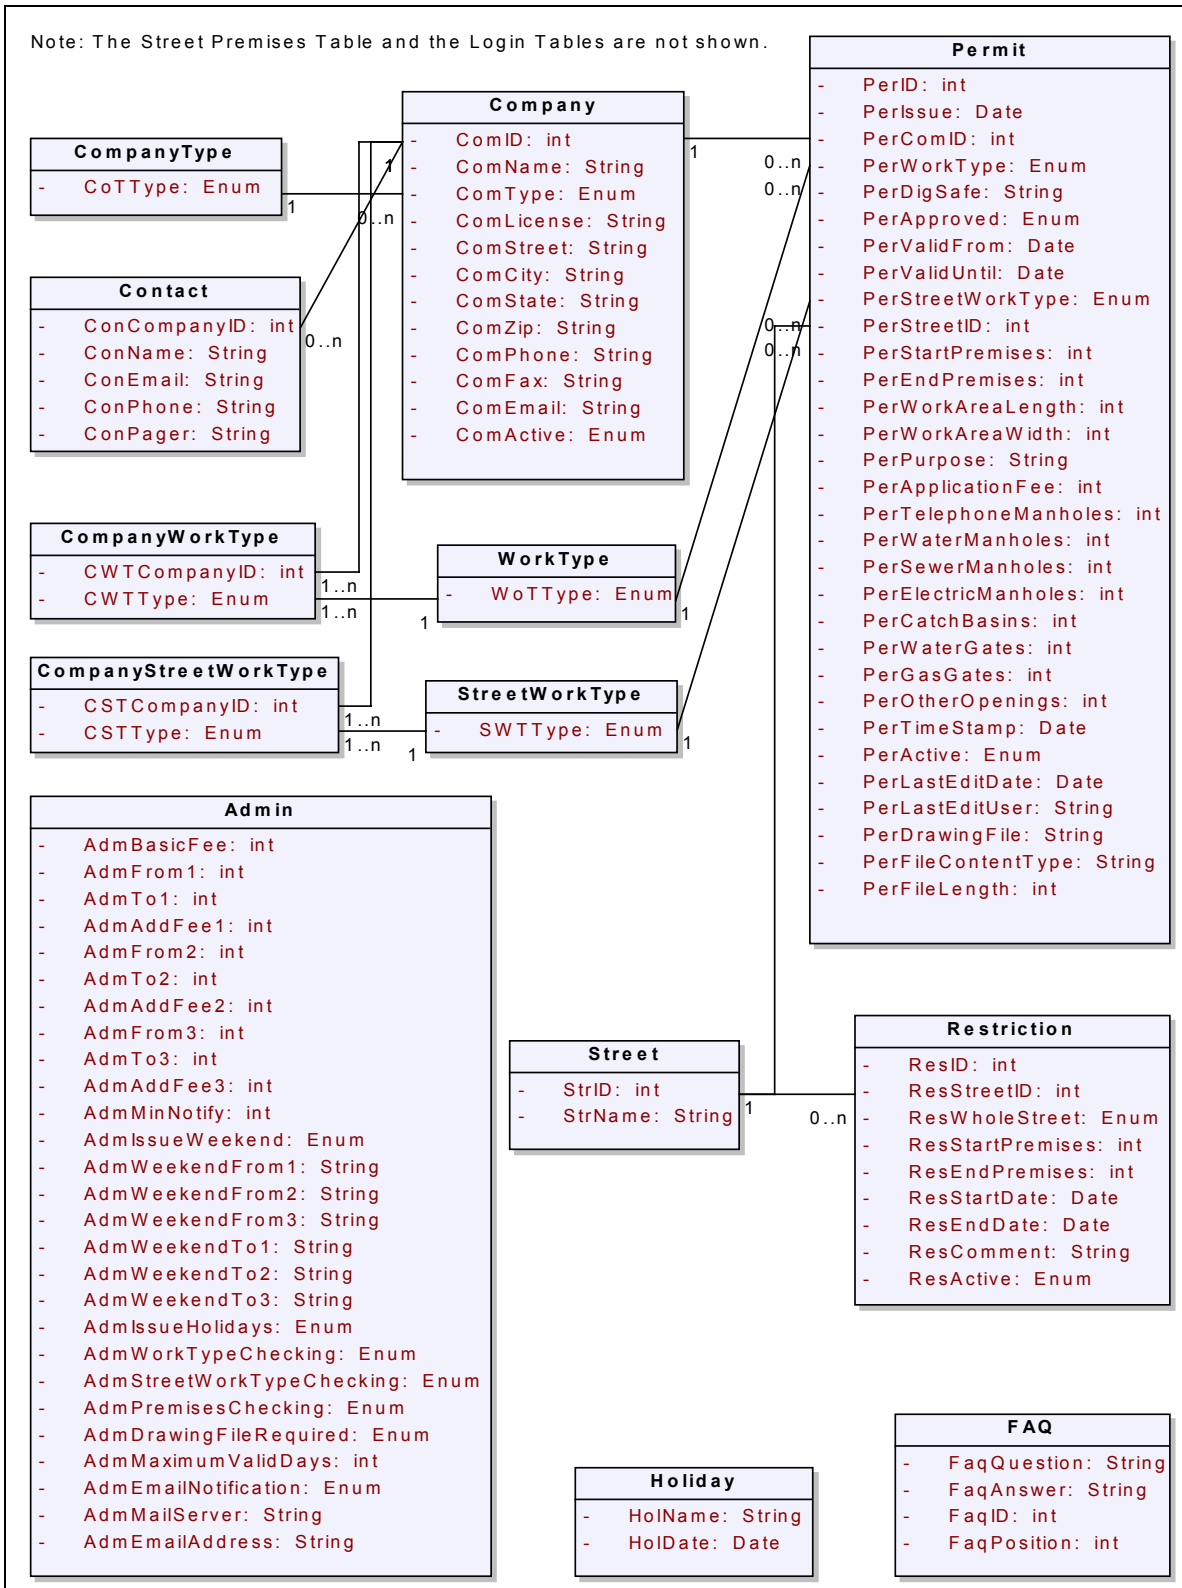 Note: The Street Premises Table and the Login Tables are not shown.
CompanyType
- CoTType: Enum
1
Contact
- ConCompanyID: int
- ConName: String
- ConEmail: String
- ConPhone: String
- ConPager: String
0..n
Company
- ComID: int
- ComName: String
- ComType: Enum
- ComLicense: String
- ComStreet: String
- ComCity: String
- ComState: String
- ComZip: String
- ComPhone: String
- ComFax: String
- ComEmail: String
- ComActive: Enum
1
0..n
1
Permit
- PerID: int
- PerIssue: Date
- PerComID: int
- PerWorkType: Enum
- PerDigSafe: String
- PerApproved: Enum
- PerValidFrom: Date
- PerValidUntil: Date
- PerStreetWorkType: Enum
- PerStreetID: int
- PerStartPremises: int
- PerEndPremises: int
- PerWorkAreaLength: int
- PerWorkAreaWidth: int
- PerPurpose: String
- PerApplicationFee: int
- PerTelephoneManholes: int
- PerWaterManholes: int
- PerSewerManholes: int
- PerElectricManholes: int
- PerCatchBasins: int
- PerWaterGates: int
- PerGasGates: int
- PerOtherOpenings: int
- PerTimeStamp: Date
- PerActive: Enum
- PerLastEditDate: Date
- PerLastEditUser: String
- PerDrawingFile: String
- PerFileContentType: String
- PerFileLength: int
0..n
0..n
0..n
0..n
CompanyWorkType
- CWTCompanyID: int
- CWTType: Enum
1..n
1..n
1
WorkType
- WoTType: Enum
1
CompanyStreetWorkType
- CSTCompanyID: int
- CSTType: Enum
1..n
1..n
1
StreetWorkType
- SWTType: Enum
1
Admin
- AdmBasicFee: int
- AdmFrom1: int
- AdmTo1: int
- AdmAddFee1: int
- AdmFrom2: int
- AdmTo2: int
- AdmAddFee2: int
- AdmFrom3: int
- AdmTo3: int
- AdmAddFee3: int
- AdmMinNotify: int
- AdmIssueWeekend: Enum
- AdmWeekendFrom1: String
- AdmWeekendFrom2: String
- AdmWeekendFrom3: String
- AdmWeekendTo1: String
- AdmWeekendTo2: String
- AdmWeekendTo3: String
- AdmIssueHolidays: Enum
- AdmWorkTypeChecking: Enum
- AdmStreetWorkTypeChecking: Enum
- AdmPremisesChecking: Enum
- AdmDrawingFileRequired: Enum
- AdmMaximumValidDays: int
- AdmEmailNotification: Enum
- AdmMailServer: String
- AdmEmailAddress: String
Street
- StrID: int
- StrName: String
1
0..n
Restriction
- ResID: int
- ResStreetID: int
- ResWholeStreet: Enum
- ResStartPremises: int
- ResEndPremises: int
- ResStartDate: Date
- ResEndDate: Date
- ResComment: String
- ResActive: Enum
Holiday
- HolName: String
- HolDate: Date
FAQ
- FaqQuestion: String
- FaqAnswer: String
- FaqID: int
- FaqPosition: int